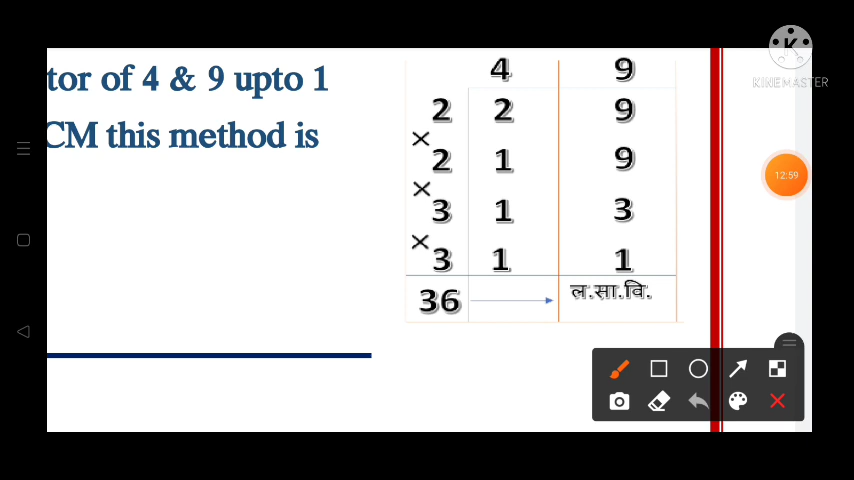 tor of 4 & 9 upto 1
CM this method is
4 9
2 2 9
×
2 1 9
×
3 1 3
×
3 1 1
36 ल.सा.वि.
KINEMASTER
12:59